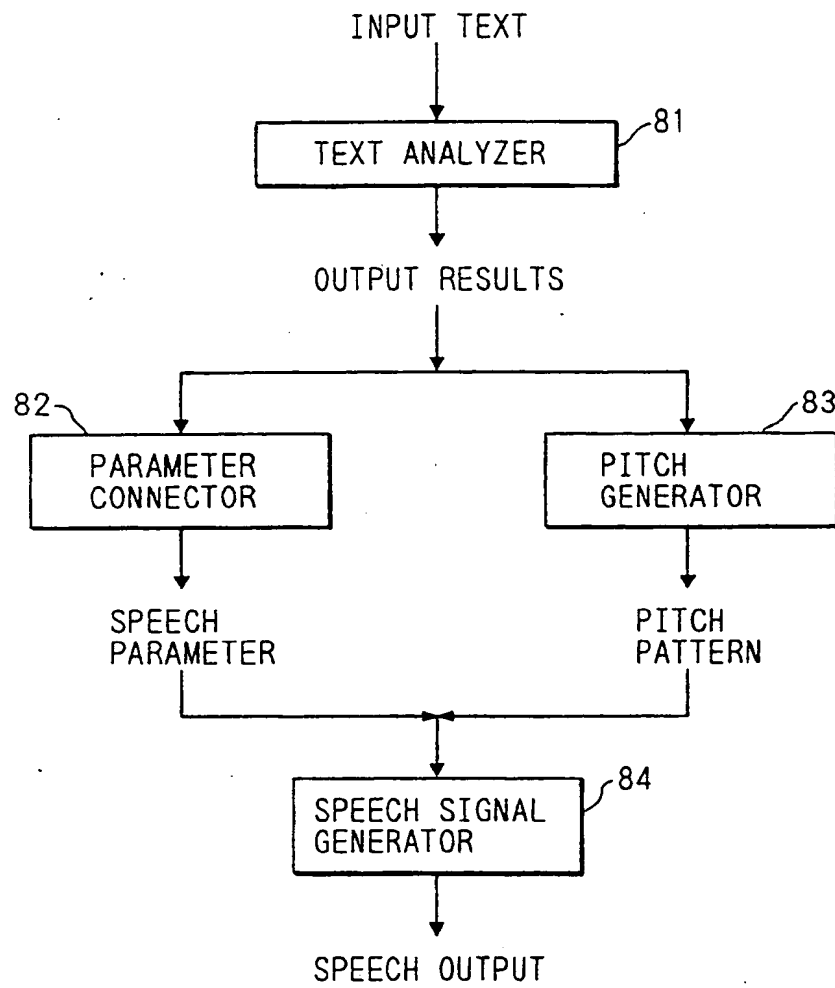 INPUT TEXT
81
TEXT ANALYZER
OUTPUT RESULTS
82
83
PARAMETER
CONNECTOR
PITCH
GENERATOR
SPEECH
PARAMETER
PITCH
PATTERN
84
SPEECH SIGNAL
GENERATOR
SPEECH OUTPUT